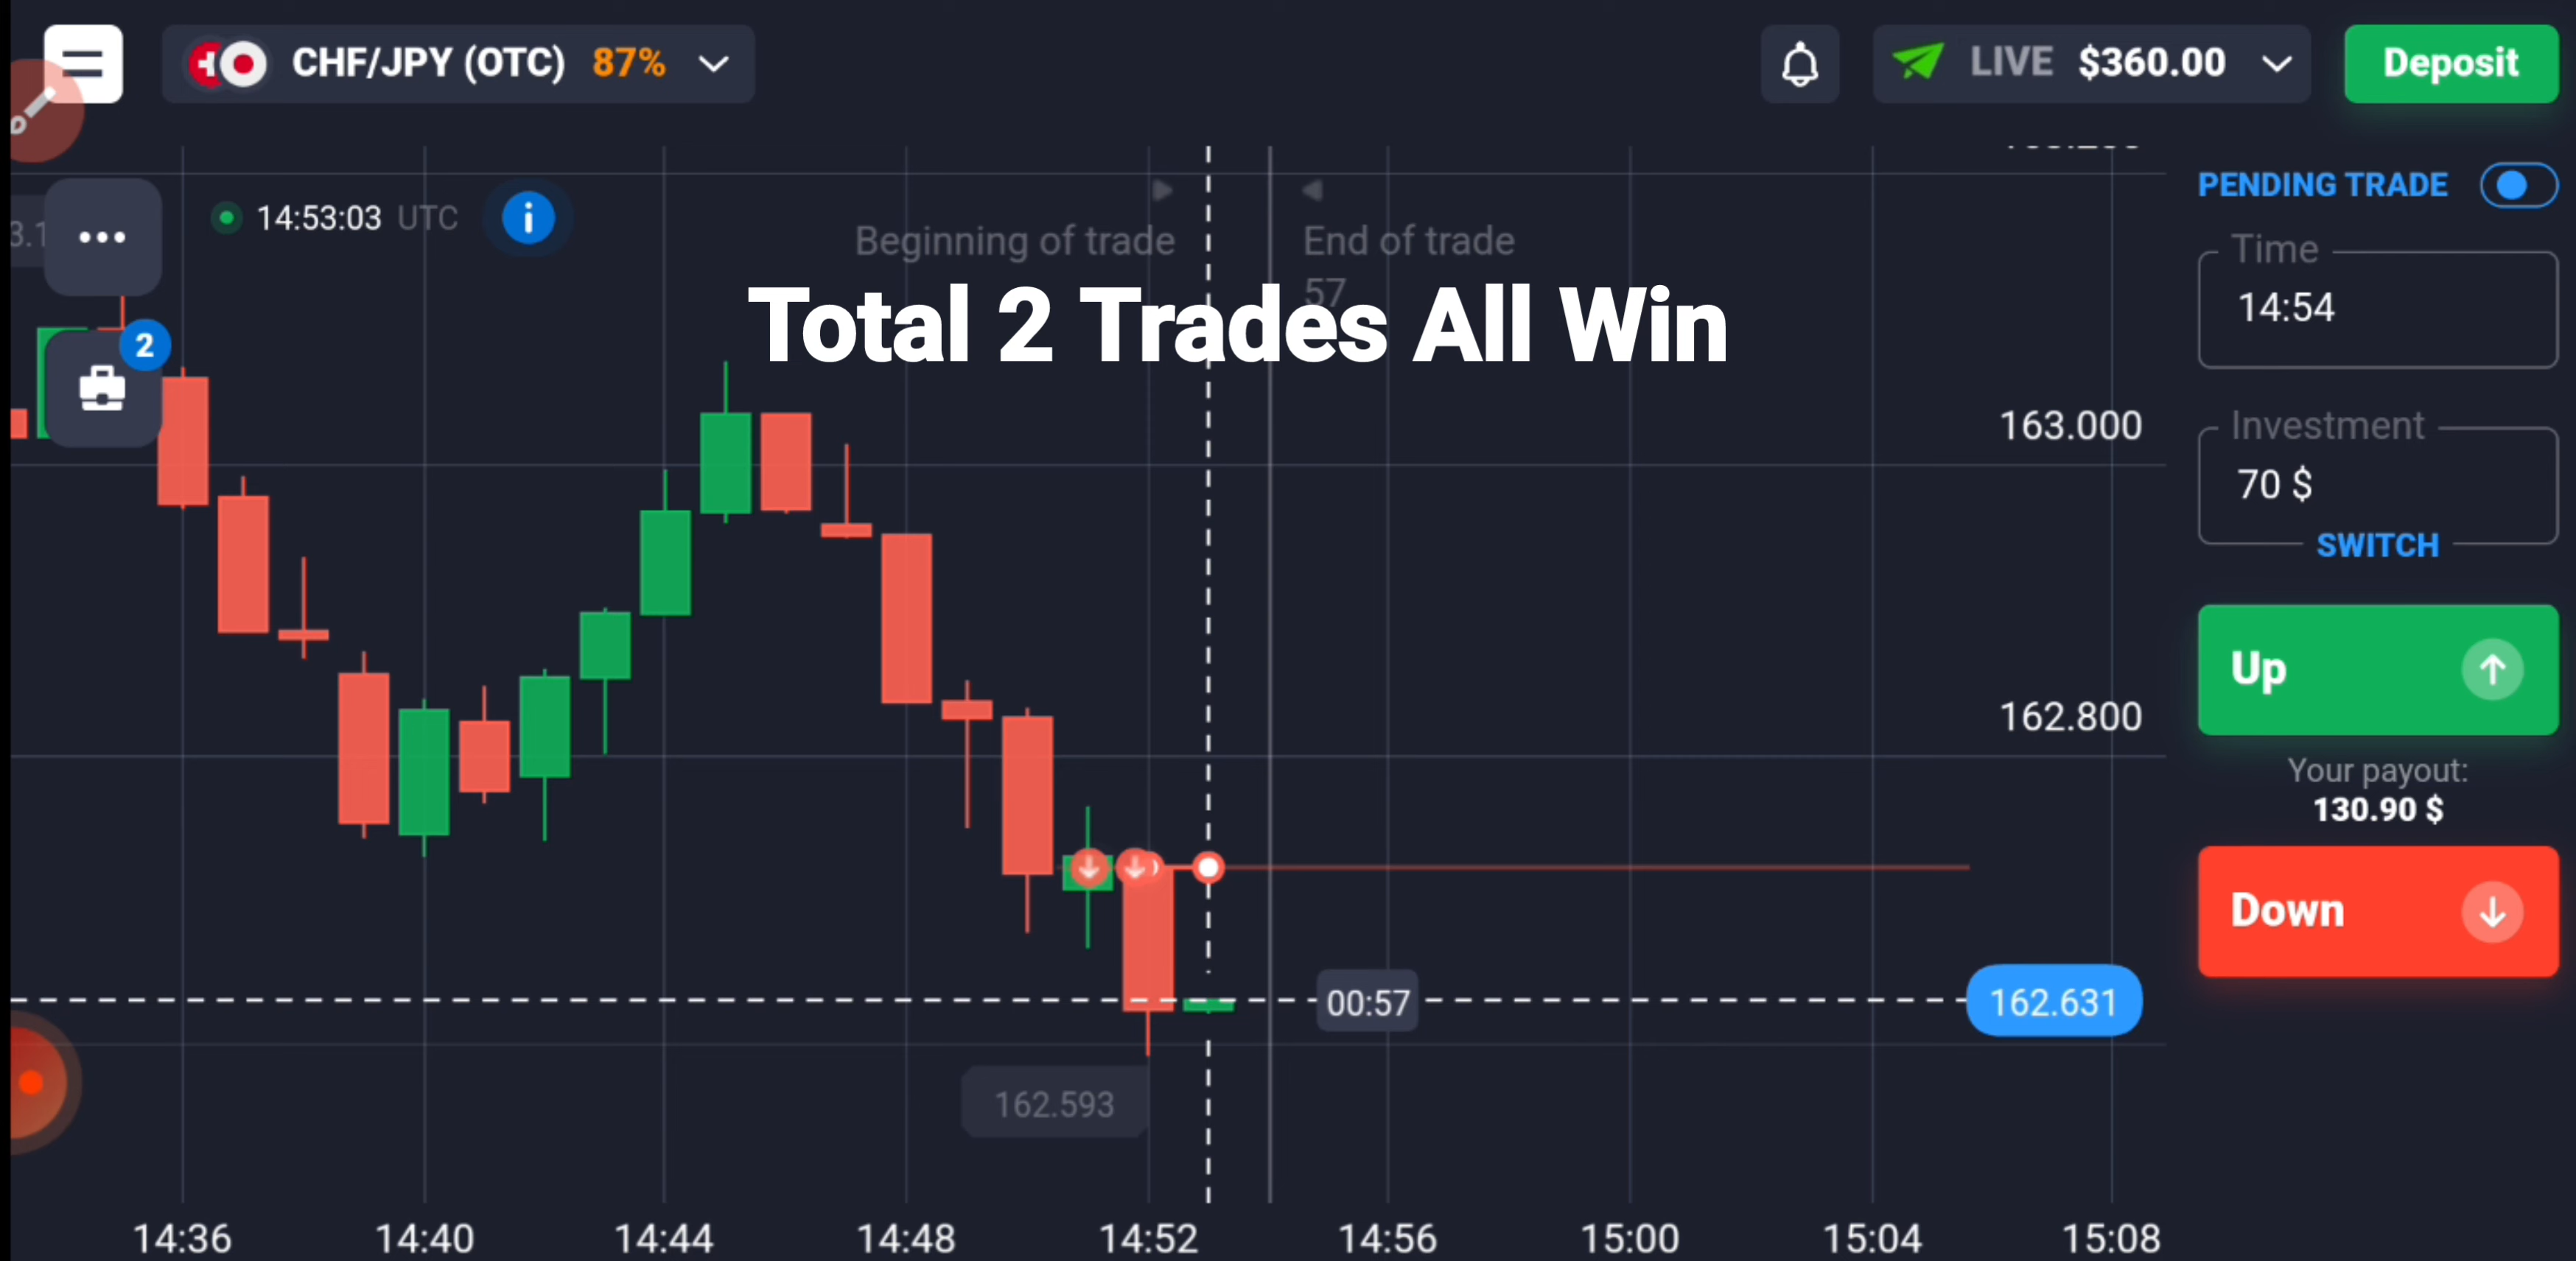 CHF/JPY (OTC) 87%
LIVE $360.00
Deposit
14:53:03 UTC
Beginning of trade
End of trade
57
PENDING TRADE
Time
14:54
Total 2 Trades All Win
2
163.000
Investment
70 $
SWITCH
162.800
Up
Your payout:
130.90 $
Down
00:57
162.631
162.593
14:36
14:40
14:44
14:48
14:52
14:56
15:00
15:04
15:08